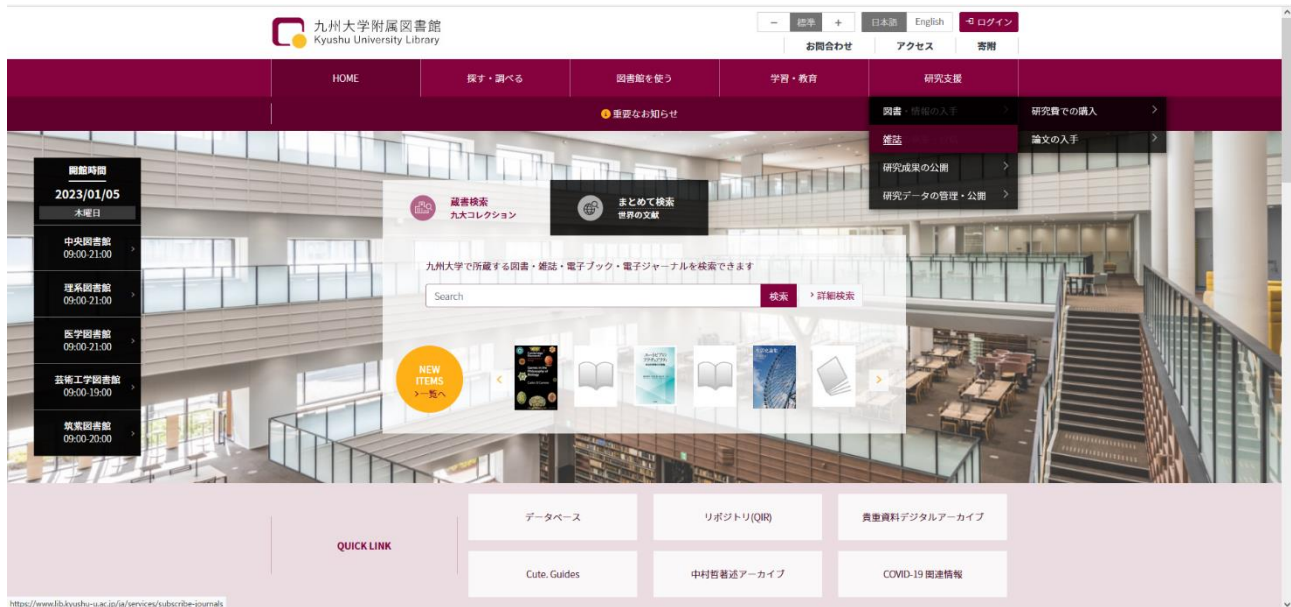 九州大学附属図書館
Kyushu University Library
－ 標準 ＋ 日本語 English ログイン
お問合わせ アクセス 寄附
HOME 探す・調べる 図書館を使う 学習・教育 研究支援
重要なお知らせ
図書・情報の入手
研究費での購入
雑誌
論文の入手
研究成果の公開
研究データの管理・公開
開館時間
2023/01/05
木曜日
中央図書館
09:00-21:00
理系図書館
09:00-21:00
医学図書館
09:00-21:00
芸術工学図書館
09:00-19:00
筑紫図書館
09:00-20:00
蔵書検索
九大コレクション
まとめて検索
世界の文献
九州大学で所蔵する図書・雑誌・電子ブック・電子ジャーナルを検索できます
Search 検索 詳細検索
NEW
ITEMS
一覧へ
QUICK LINK
データベース リポジトリ(QIR) 貴重資料デジタルアーカイブ
Cute. Guides 中村哲著述アーカイブ COVID-19 関連情報
https://www.lib.kyushu-u.ac.jp/ja/services/subscribe-journals